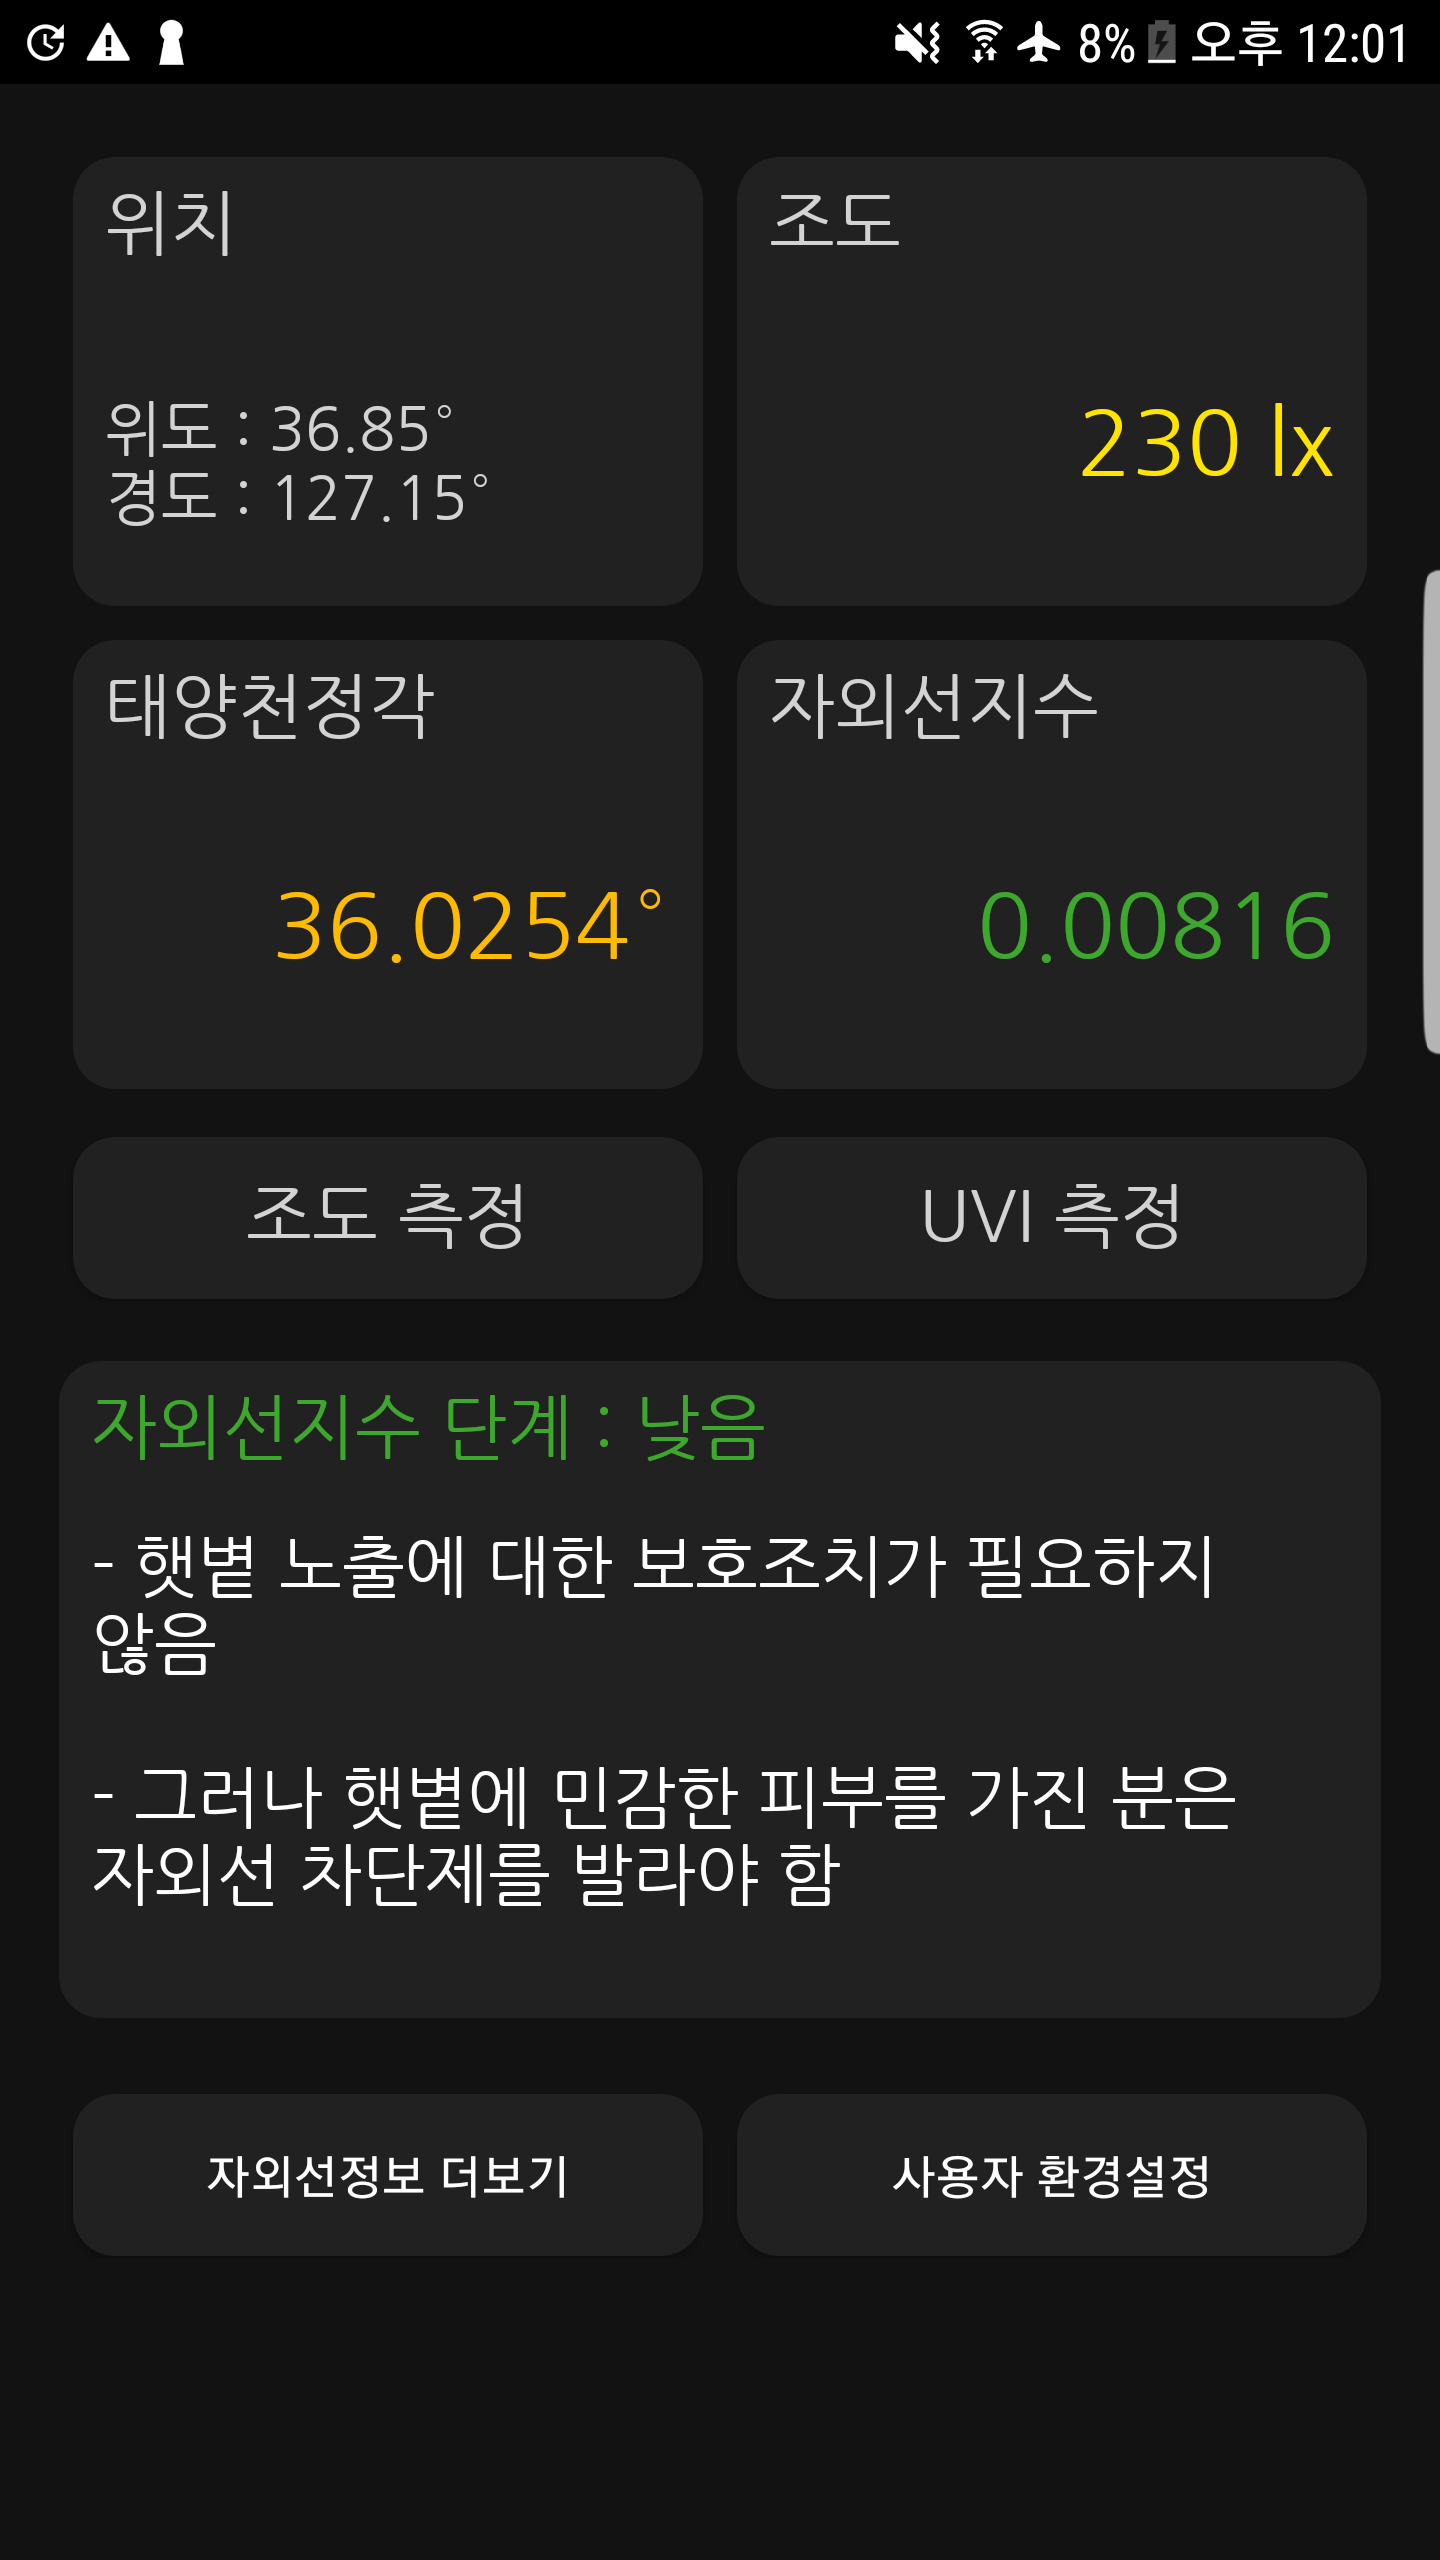 8% 오후 12:01
위치
위도 : 36.85°
경도 : 127.15°
조도
230 lx
태양천정각
36.0254°
자외선지수
0.00816
조도 측정
UVI 측정
자외선지수 단계 : 낮음
- 햇볕 노출에 대한 보호조치가 필요하지
않음
- 그러나 햇볕에 민감한 피부를 가진 분은
자외선 차단제를 발라야 함
자외선정보 더보기
사용자 환경설정